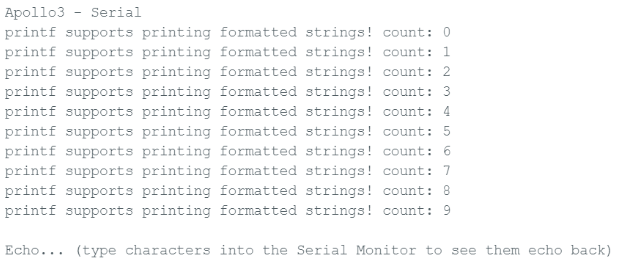 Apollo3 - Serial
printf supports printing formatted strings! count: 0
printf supports printing formatted strings! count: 1
printf supports printing formatted strings! count: 2
printf supports printing formatted strings! count: 3
printf supports printing formatted strings! count: 4
printf supports printing formatted strings! count: 5
printf supports printing formatted strings! count: 6
printf supports printing formatted strings! count: 7
printf supports printing formatted strings! count: 8
printf supports printing formatted strings! count: 9
Echo... (type characters into the Serial Monitor to see them echo back)